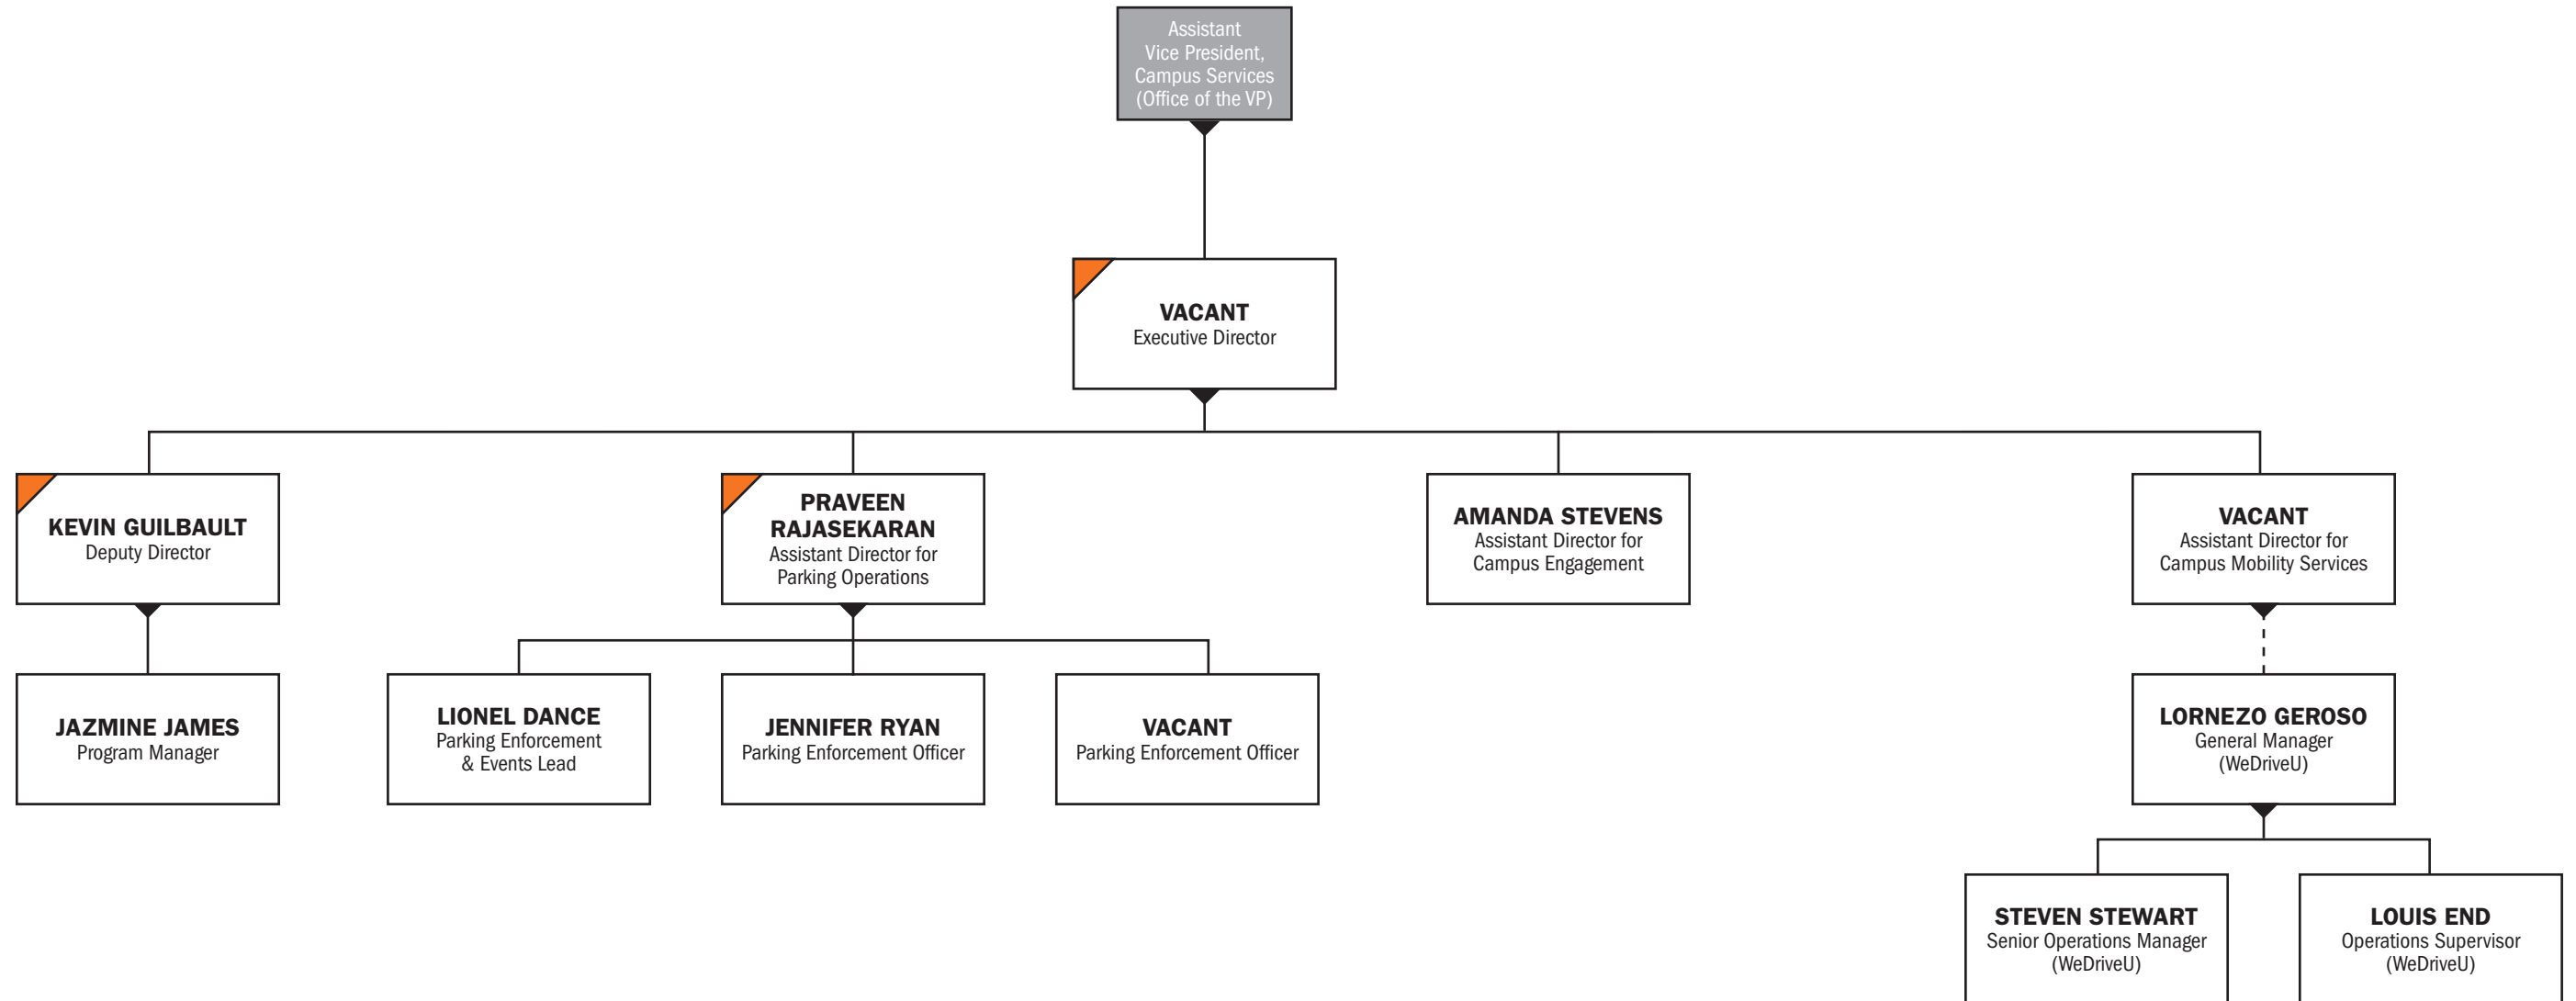 Assistant
Vice President,
Campus Services
(Office of the VP)
VACANT
Executive Director
KEVIN GUILBAULT
Deputy Director
PRAVEEN
RAJASEKARAN
Assistant Director for
Parking Operations
AMANDA STEVENS
Assistant Director for
Campus Engagement
VACANT
Assistant Director for
Campus Mobility Services
JAZMINE JAMES
Program Manager
LIONEL DANCE
Parking Enforcement
& Events Lead
JENNIFER RYAN
Parking Enforcement Officer
VACANT
Parking Enforcement Officer
LORNEZO GEROSO
General Manager
(WeDriveU)
STEVEN STEWART
Senior Operations Manager
(WeDriveU)
LOUIS END
Operations Supervisor
(WeDriveU)